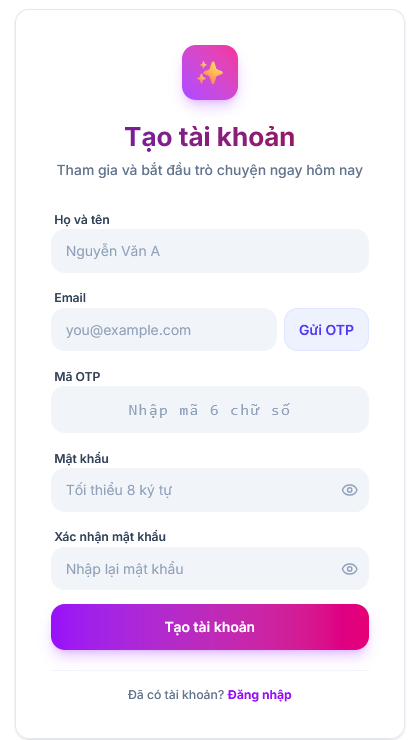 Tạo tài khoản
Tham gia và bắt đầu trò chuyện ngay hôm nay
Họ và tên
Nguyễn Văn A
Email
you@example.com
Gửi OTP
Mã OTP
Nhập mã 6 chữ số
Mật khẩu
Tối thiểu 8 ký tự
Xác nhận mật khẩu
Nhập lại mật khẩu
Tạo tài khoản
Đã có tài khoản? Đăng nhập